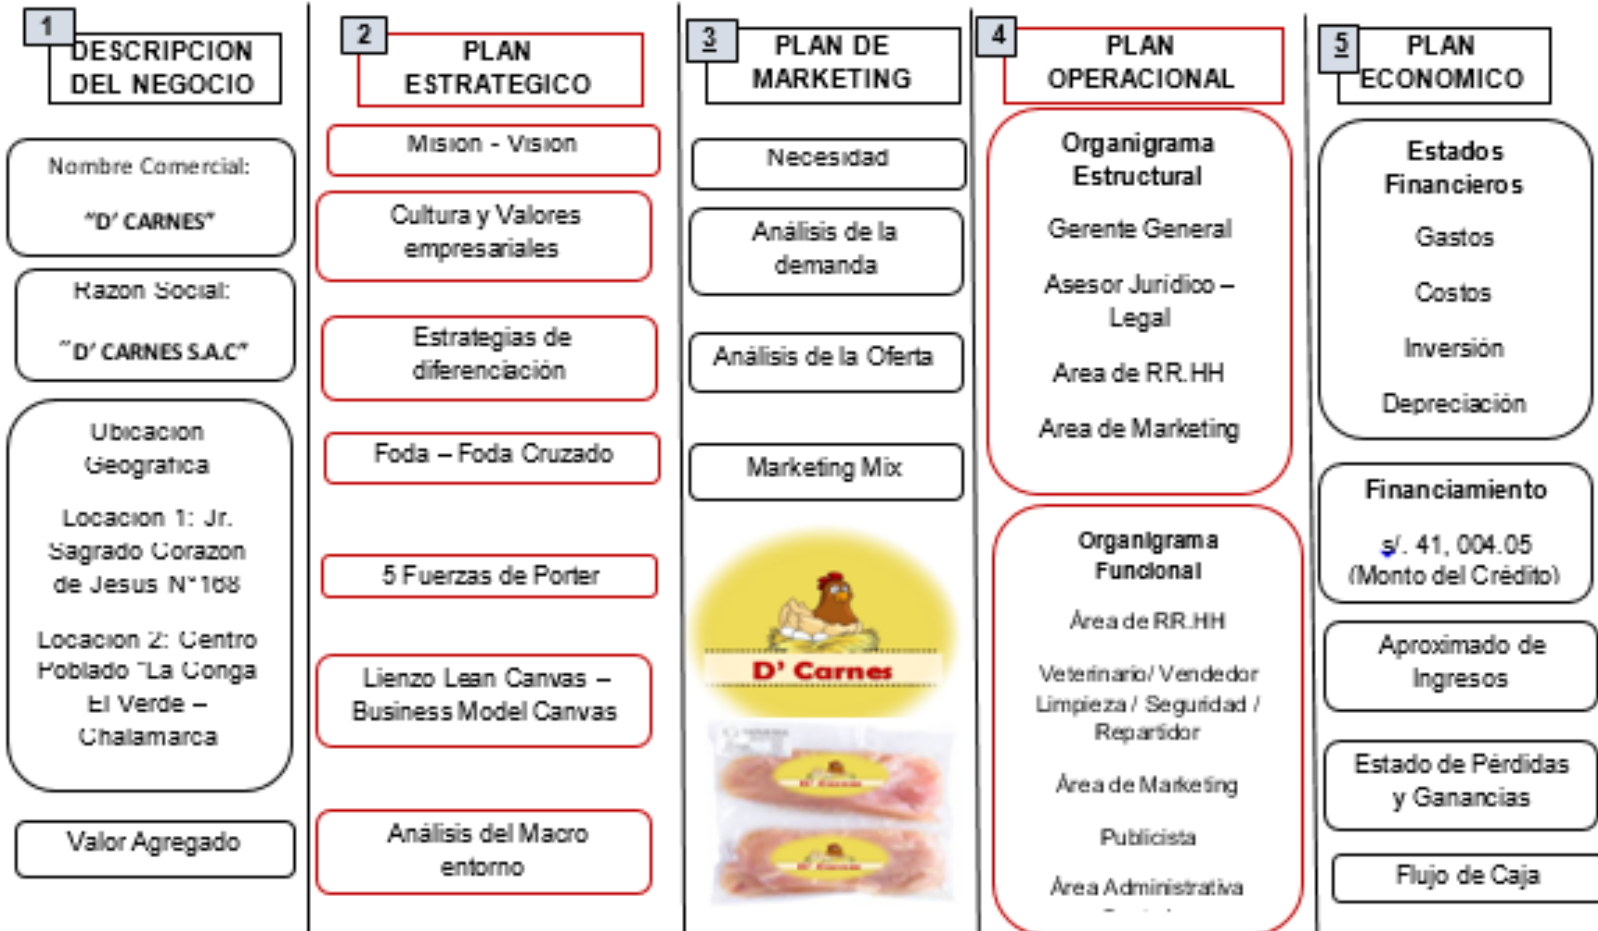 1
DESCRIPCION
DEL NEGOCIO
Nombre Comercial:
“D’ CARNES”
Razon Social:
“D’ CARNES S.A.C”
Ubicacion
Geografica
Locacion 1: Jr.
Sagrado Corazon
de Jesus N°168
Locacion 2: Centro
Poblado “La Conga
El Verde –
Chalamarca
Valor Agregado
2
PLAN
ESTRATEGICO
Mision - Vision
Cultura y Valores
empresariales
Estrategias de
diferenciación
Foda – Foda Cruzado
5 Fuerzas de Porter
Lienzo Lean Canvas –
Business Model Canvas
Análisis del Macro
entorno
3
PLAN DE
MARKETING
Necesidad
Análisis de la
demanda
Análisis de la Oferta
Marketing Mix
D’ Carnes
4
PLAN
OPERACIONAL
Organigrama
Estructural
Gerente General
Asesor Jurídico –
Legal
Area de RR.HH
Area de Marketing
Organigrama
Funcional
Área de RR.HH
Veterinario/ Vendedor
Limpieza / Seguridad /
Repartidor
Área de Marketing
Publicista
Área Administrativa
5
PLAN
ECONOMICO
Estados
Financieros
Gastos
Costos
Inversión
Depreciación
Financiamiento
s/. 41, 004.05
(Monto del Crédito)
Aproximado de
Ingresos
Estado de Pérdidas
y Ganancias
Flujo de Caja